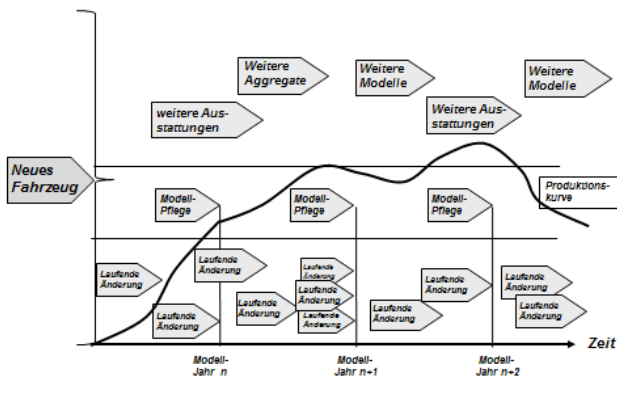 Weitere
Aggregate
Weitere
Modelle
Weitere
Modelle
weitere Aus-
stattungen
Weitere Aus-
stattungen
Neues
Fahrzeug
Produktions-
kurve
Modell-
Pflege
Modell-
Pflege
Modell-
Pflege
Laufende
Änderung
Laufende
Änderung
Laufende
Änderung
Laufende
Änderung
Laufende
Änderung
Laufende
Änderung
Laufende
Änderung
Laufende
Änderung
Laufende
Änderung
Laufende
Änderung
Laufende
Änderung
Zeit
Modell-
Jahr n
Modell-
Jahr n+1
Modell-
Jahr n+2